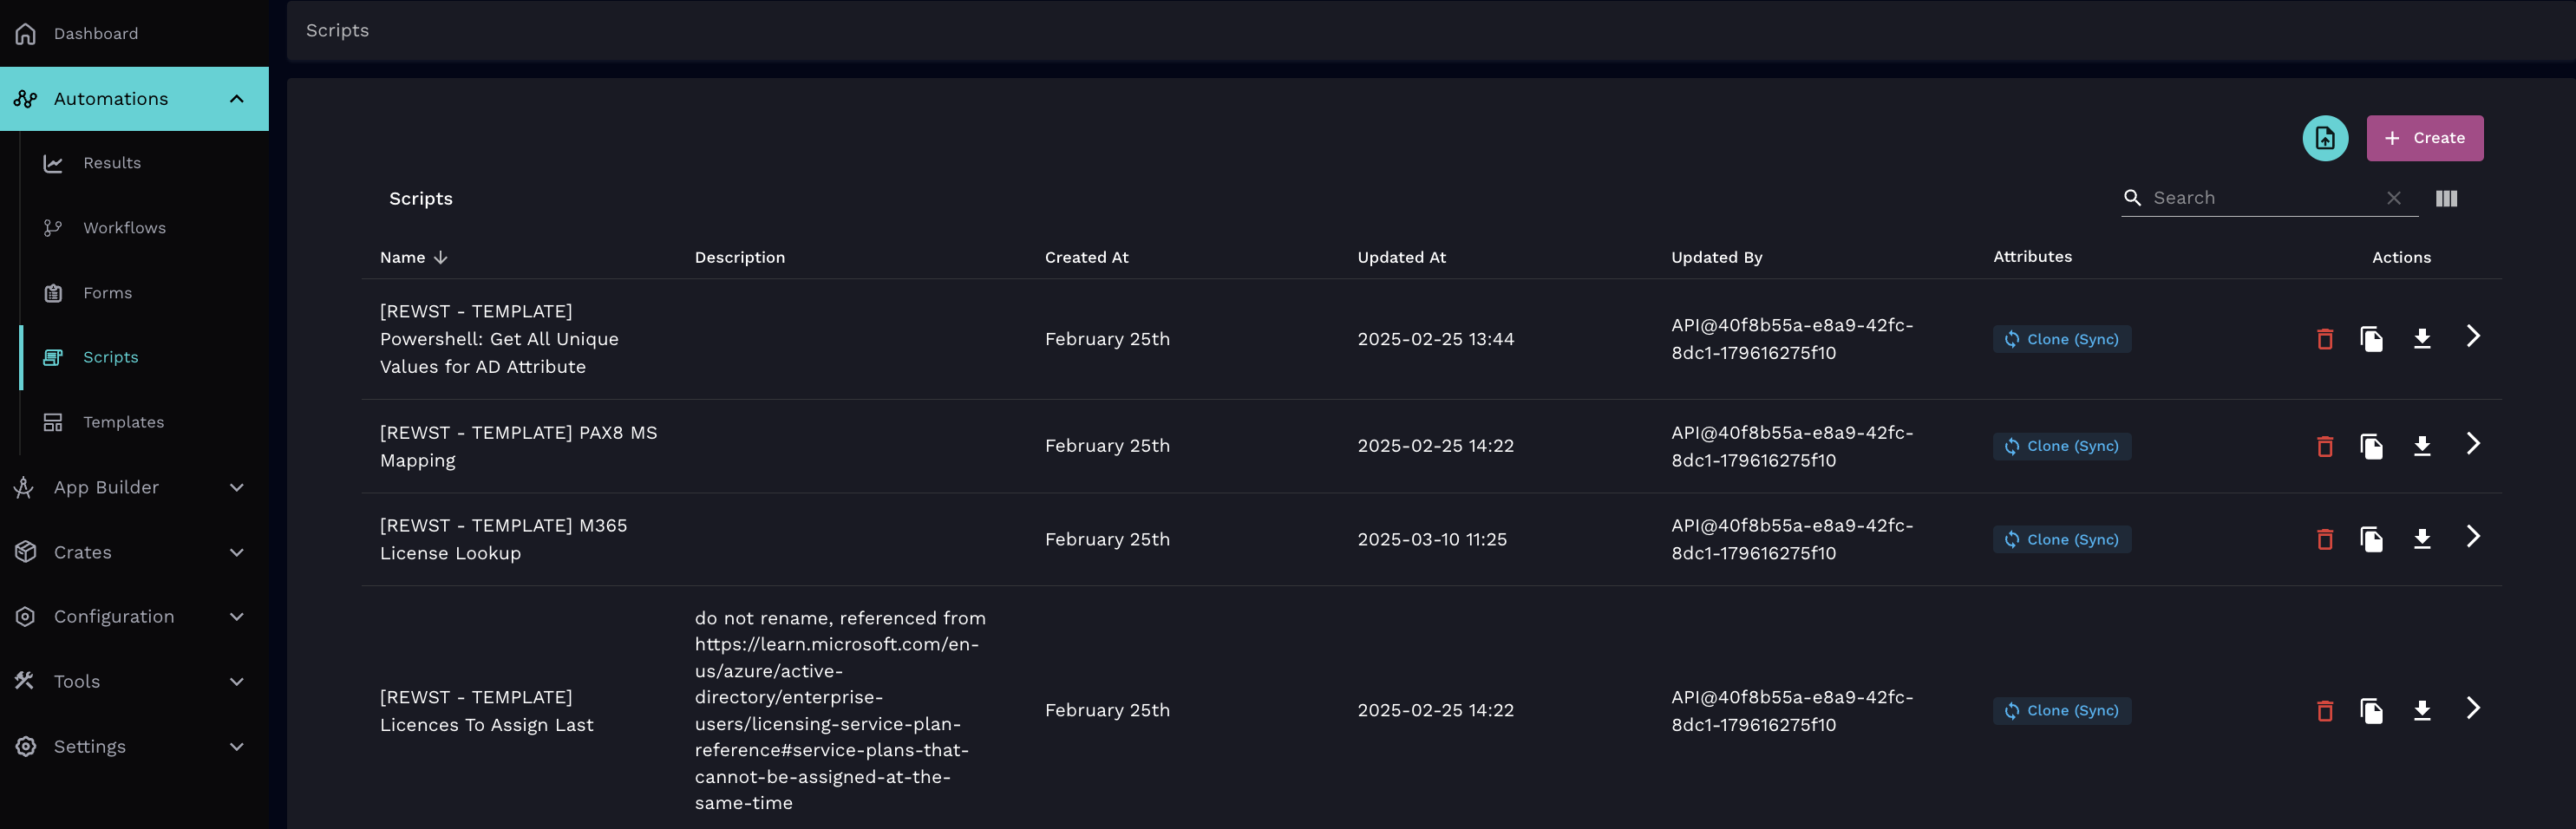 Dashboard
Automations
Results
Workflows
Forms
Scripts
Templates
App Builder
Crates
Configuration
Tools
Settings
Scripts
Create
Scripts
Search
Name
Description
Created At
Updated At
Updated By
Attributes
Actions
[REWST - TEMPLATE]
Powershell: Get All Unique
Values for AD Attribute
February 25th
2025-02-25 13:44
API@40f8b55a-e8a9-42fc-
8dc1-179616275f10
Clone (Sync)
[REWST - TEMPLATE] PAX8 MS
Mapping
February 25th
2025-02-25 14:22
API@40f8b55a-e8a9-42fc-
8dc1-179616275f10
Clone (Sync)
[REWST - TEMPLATE] M365
License Lookup
February 25th
2025-03-10 11:25
API@40f8b55a-e8a9-42fc-
8dc1-179616275f10
Clone (Sync)
[REWST - TEMPLATE]
Licences To Assign Last
do not rename, referenced from
https://learn.microsoft.com/en-
us/azure/active-
directory/enterprise-
users/licensing-service-plan-
reference#service-plans-that-
cannot-be-assigned-at-the-
same-time
February 25th
2025-02-25 14:22
API@40f8b55a-e8a9-42fc-
8dc1-179616275f10
Clone (Sync)